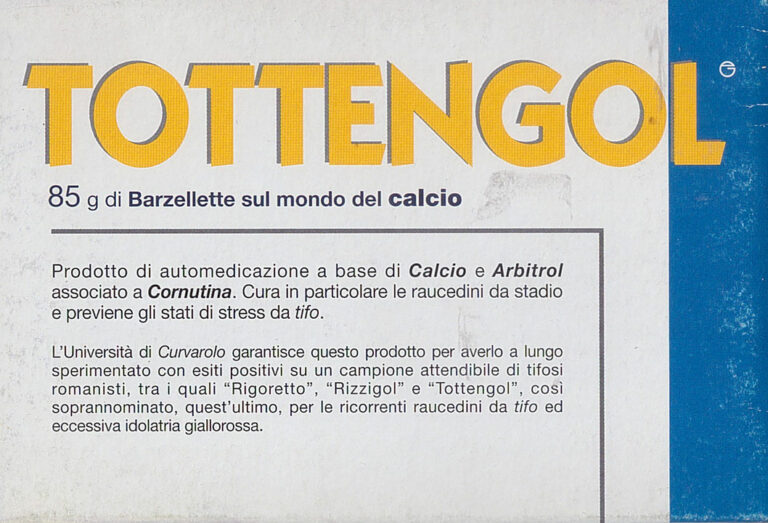 TOTTENGOL
85 g di Barzellette sul mondo del calcio
Prodotto di automedicazione a base di Calcio e Arbitrol
associato a Cornutina. Cura in particolare le raucedini da stadio
e previene gli stati di stress da tifo.
L'Università di Curvarolo garantisce questo prodotto per averlo a lungo
sperimentato con esiti positivi su un campione attendibile di tifosi
romanisti, tra i quali “Rigoretto”, “Rizzigol” e “Tottengol”, così
soprannominato, quest'ultimo, per le ricorrenti raucedini da tifo ed
eccessiva idolatria giallorossa.